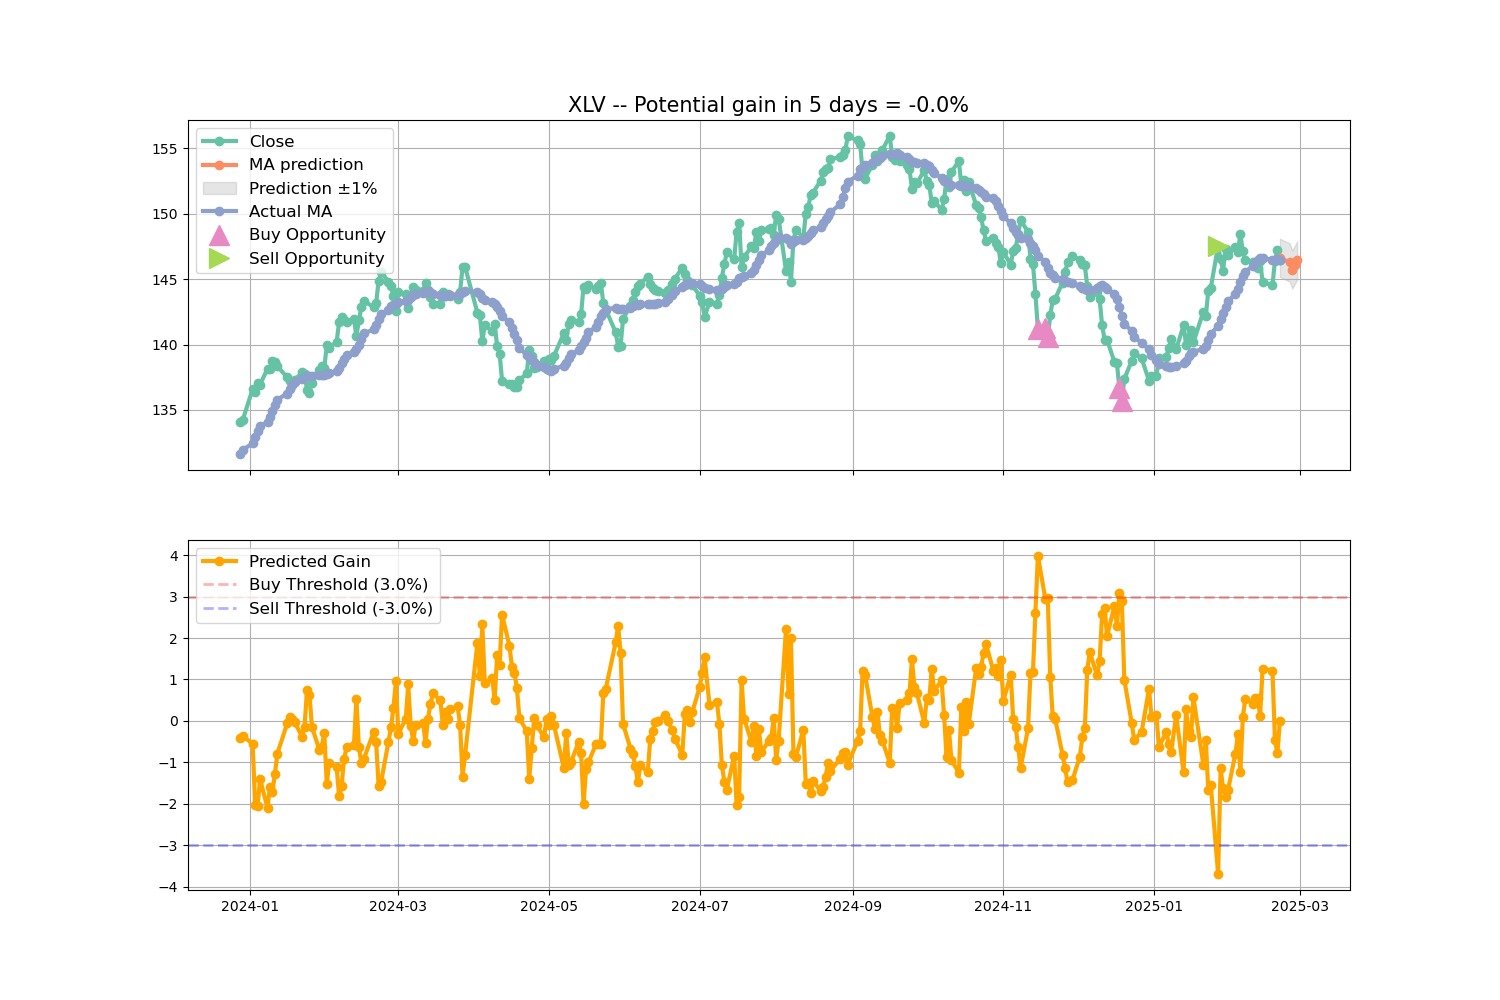 XLV -- Potential gain in 5 days = -0.0%
Close
MA prediction
Prediction ±1%
Actual MA
Buy Opportunity
Sell Opportunity
155
150
145
140
135
Predicted Gain
Buy Threshold (3.0%)
Sell Threshold (-3.0%)
4
3
2
1
0
−1
−2
−3
−4
2024-01
2024-03
2024-05
2024-07
2024-09
2024-11
2025-01
2025-03